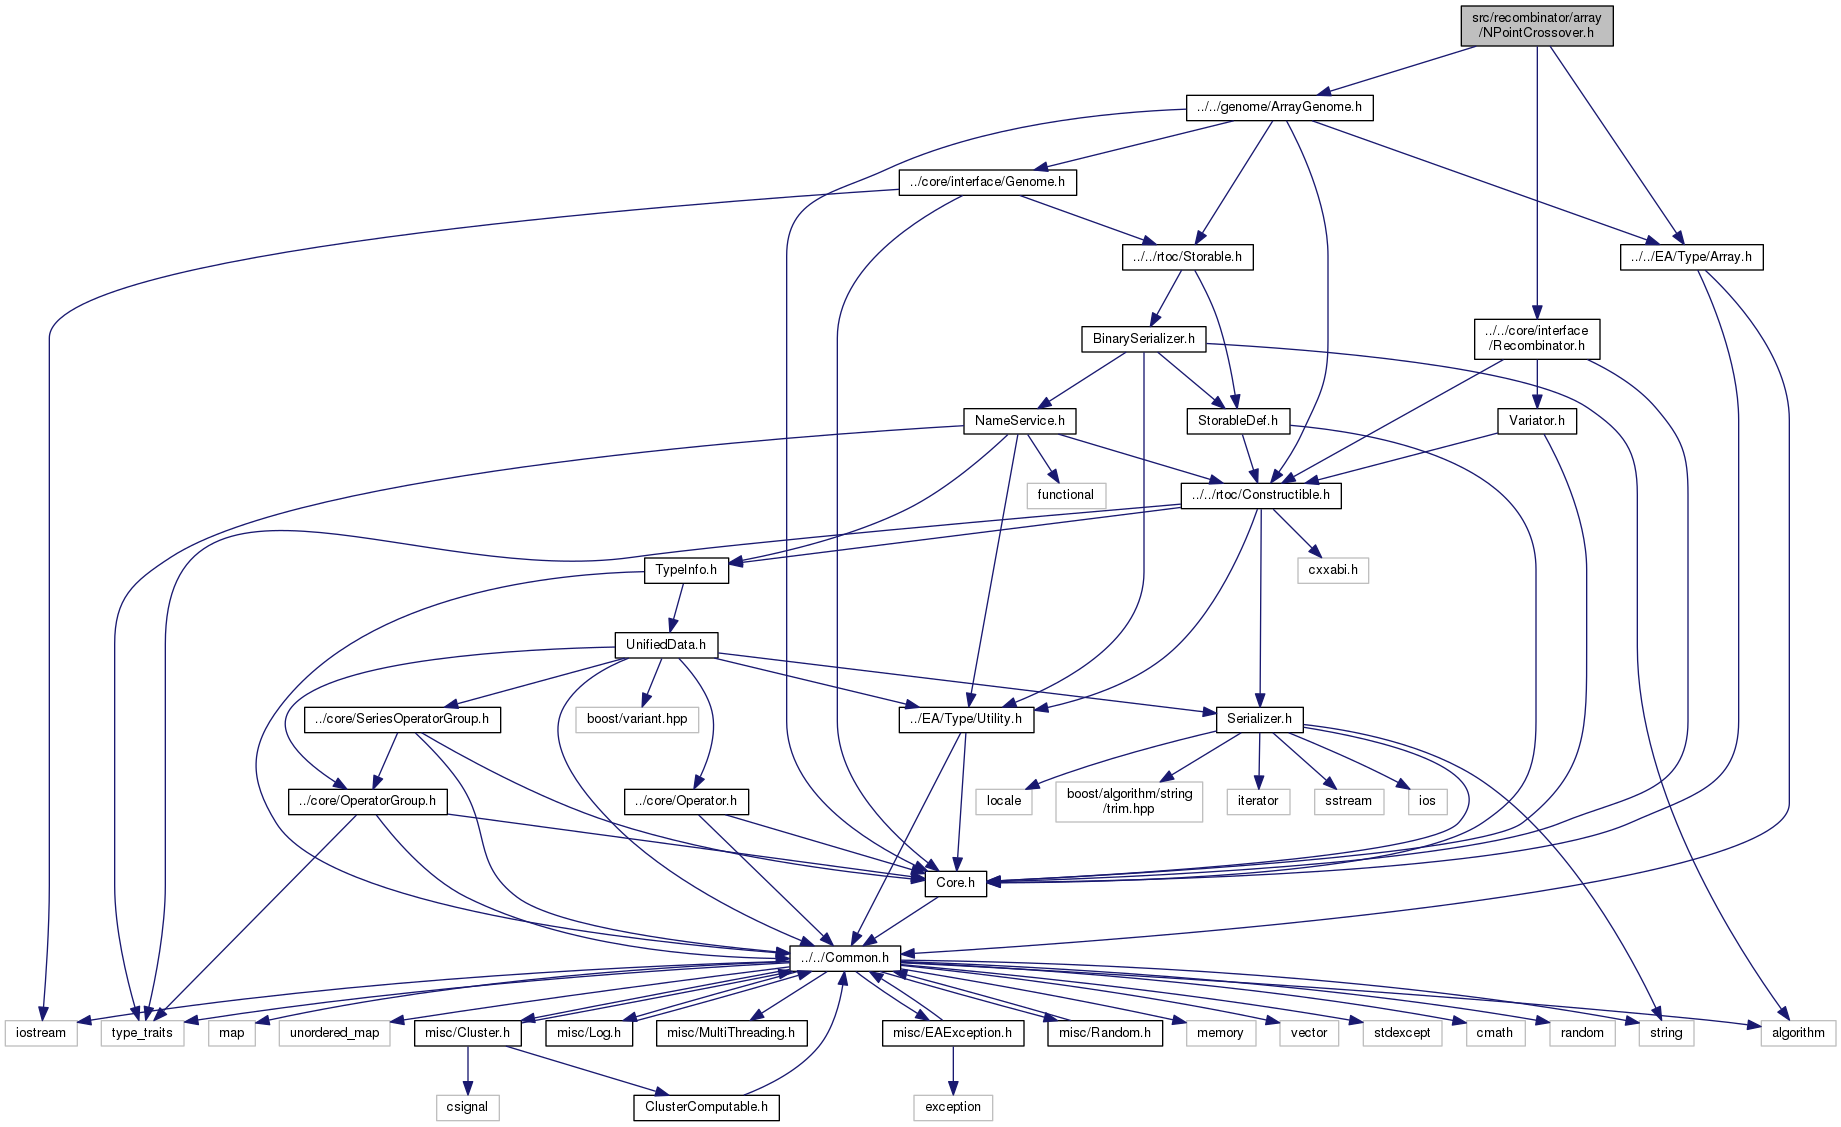 src/recombinator/array
/NPointCrossover.h
../../genome/ArrayGenome.h
../core/interface/Genome.h
../../rtoc/Storable.h
../../EA/Type/Array.h
BinarySerializer.h
../../core/interface
/Recombinator.h
NameService.h
StorableDef.h
Variator.h
functional
../../rtoc/Constructible.h
TypeInfo.h
cxxabi.h
UnifiedData.h
../core/SeriesOperatorGroup.h
boost/variant.hpp
../EA/Type/Utility.h
Serializer.h
../core/OperatorGroup.h
../core/Operator.h
locale
boost/algorithm/string
/trim.hpp
iterator
sstream
ios
Core.h
../../Common.h
iostream
type_traits
map
unordered_map
misc/Cluster.h
misc/Log.h
misc/MultiThreading.h
misc/EAException.h
misc/Random.h
memory
vector
stdexcept
cmath
random
string
algorithm
csignal
ClusterComputable.h
exception